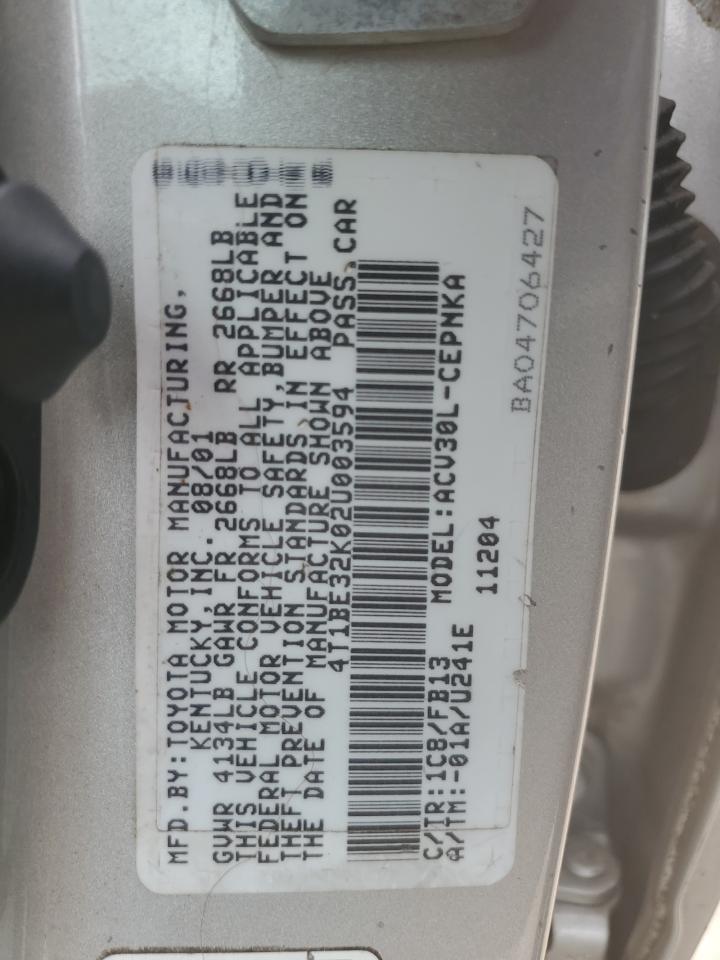 MFD.BY:TOYOTA MOTOR MANUFACTURING,
KENTUCKY,INC. 08/01
GVWR 4134LB GAWR FR 2668LB RR 2668LB
THIS VEHICLE CONFORMS TO ALL APPLICABLE
FEDERAL MOTOR VEHICLE SAFETY,BUMPER AND
THEFT PREVENTION STANDARDS IN EFFECT ON
THE DATE OF MANUFACTURE SHOWN ABOVE
4T1BE32K02U003594 PASS.CAR
C/TR:1C8/FB13 MODEL:ACV30L-CEPNKA
A/TM:-01A/U241E 11204
BA04706427